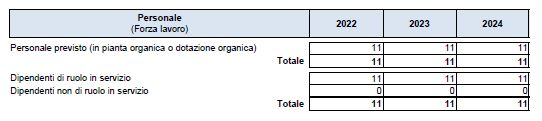 Personale
(Forza lavoro) 2022 2023 2024
Personale previsto (in pianta organica o dotazione organica) 11 11 11
Totale 11 11 11
Dipendenti di ruolo in servizio 11 11 11
Dipendenti non di ruolo in servizio 0 0 0
Totale 11 11 11